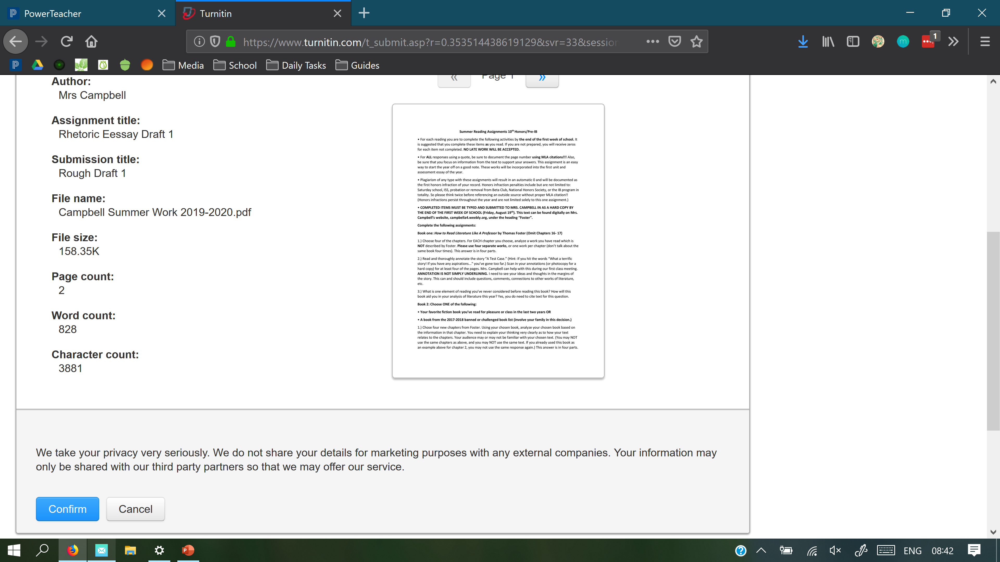 PowerTeacher
Turnitin
https://www.turnitin.com/t_submit.asp?r=0.353514438619129&svr=33&session
1
Media
School
Daily Tasks
Guides
Page 1
Author:
Mrs Campbell
Assignment title:
Rhetoric Eessay Draft 1
Submission title:
Rough Draft 1
File name:
Campbell Summer Work 2019-2020.pdf
File size:
158.35K
Page count:
2
Word count:
828
Character count:
3881
Summer Reading Assignments 10th Honors/Pre-IB
• For each reading you are to complete the following activities by the end of the first week of school. It
is suggested that you complete these items as you read. If you are not prepared, you will receive zeros
for each item not completed. NO LATE WORK WILL BE ACCEPTED.
• For ALL responses using a quote, be sure to document the page number using MLA citations!!! Also,
be sure that you focus on information from the text to support your answers. This assignment is an easy
way to start the year off on a good note. These works will be incorporated into the first unit and
assessment essay of the year.
• Plagiarism of any type with these assignments will result in an automatic 0 and will be documented as
the first honors infraction of your record. Honors infraction penalties include but are not limited to:
Saturday school, ISS, probation or removal from Beta Club, National Honors Society, or the IB program in
totality. So please think twice before referencing an outside source without proper MLA citation!!
(Honors infractions persist throughout the year and are not limited solely to this one assignment.)
• COMPLETED ITEMS MUST BE TYPED AND SUBMITTED TO MRS. CAMPBELL IN AS A HARD COPY BY
THE END OF THE FIRST WEEK OF SCHOOL (Friday, August 19th). This text can be found digitally on Mrs.
Campbell's website, campbella4.weebly.org, under the heading "Foster".
Complete the following assignments:
Book one: How to Read Literature Like A Professor by Thomas Foster (Omit Chapters 16- 17)
1.) Choose four of the chapters. For EACH chapter you choose, analyze a work you have read which is
NOT described by Foster. Please use four separate works, or one work per chapter (don't talk about the
same book four times). This answer is in four parts.
2.) Read and thoroughly annotate the story "A Test Case." (Hint: If you hit the words "What a terrific
story! If you have any aspirations..." you've gone too far.) Scan in your annotations (or photocopy for a
hard copy) for at least four of the pages. Mrs. Campbell can help with this during our first class meeting.
ANNOTATION IS NOT SIMPLY UNDERLINING. I need to see your ideas and thoughts in the margins of
the story. This can and should include questions, comments, connections to other works of literature,
etc.
3.) What is one element of reading you've never considered before reading this book? How will this
book aid you in your analysis of literature this year? Yes, you do need to cite text for this question.
Book 2: Choose ONE of the following:
• Your favorite fiction book you've read for pleasure or class in the last two years OR
• A book from the 2017-2018 banned or challenged book list (involve your family in this decision.)
1.) Chose four new chapters from Foster. Using your chosen book, analyze your chosen book based on
the information in that chapter. You need to explain your thinking very clearly as to how your text
relates to the chapters. Your audience may or may not be familiar with your chosen text. (You may NOT
use the same chapters as above, and you may NOT use the same text. If you already used this book as
an example above for chapter 2, you may not use the same response again.) This answer is in four parts.
We take your privacy very seriously. We do not share your details for marketing purposes with any external companies. Your information may
only be shared with our third party partners so that we may offer our service.
Confirm
Cancel
ENG
08:42